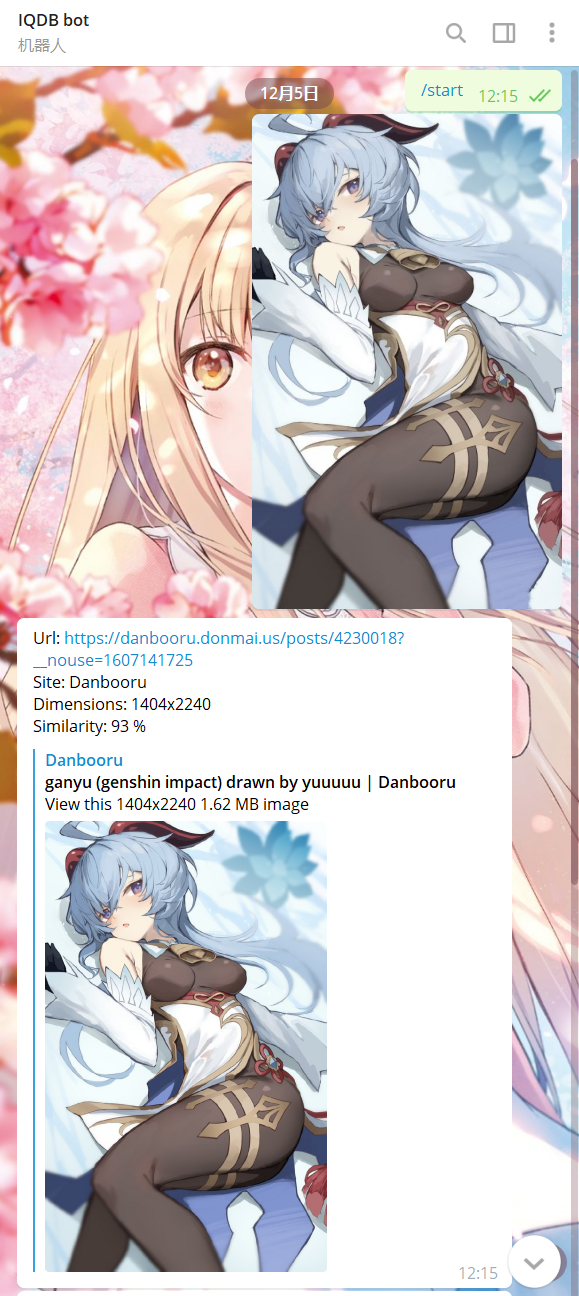 IQDB bot
机器人
/start 12:15
12月5日
Url: https://danbooru.donmai.us/posts/4230018?
__nouse=1607141725
Site: Danbooru
Dimensions: 1404x2240
Similarity: 93 %
Danbooru
ganyu (genshin impact) drawn by yuuuuu | Danbooru
View this 1404x2240 1.62 MB image
12:15